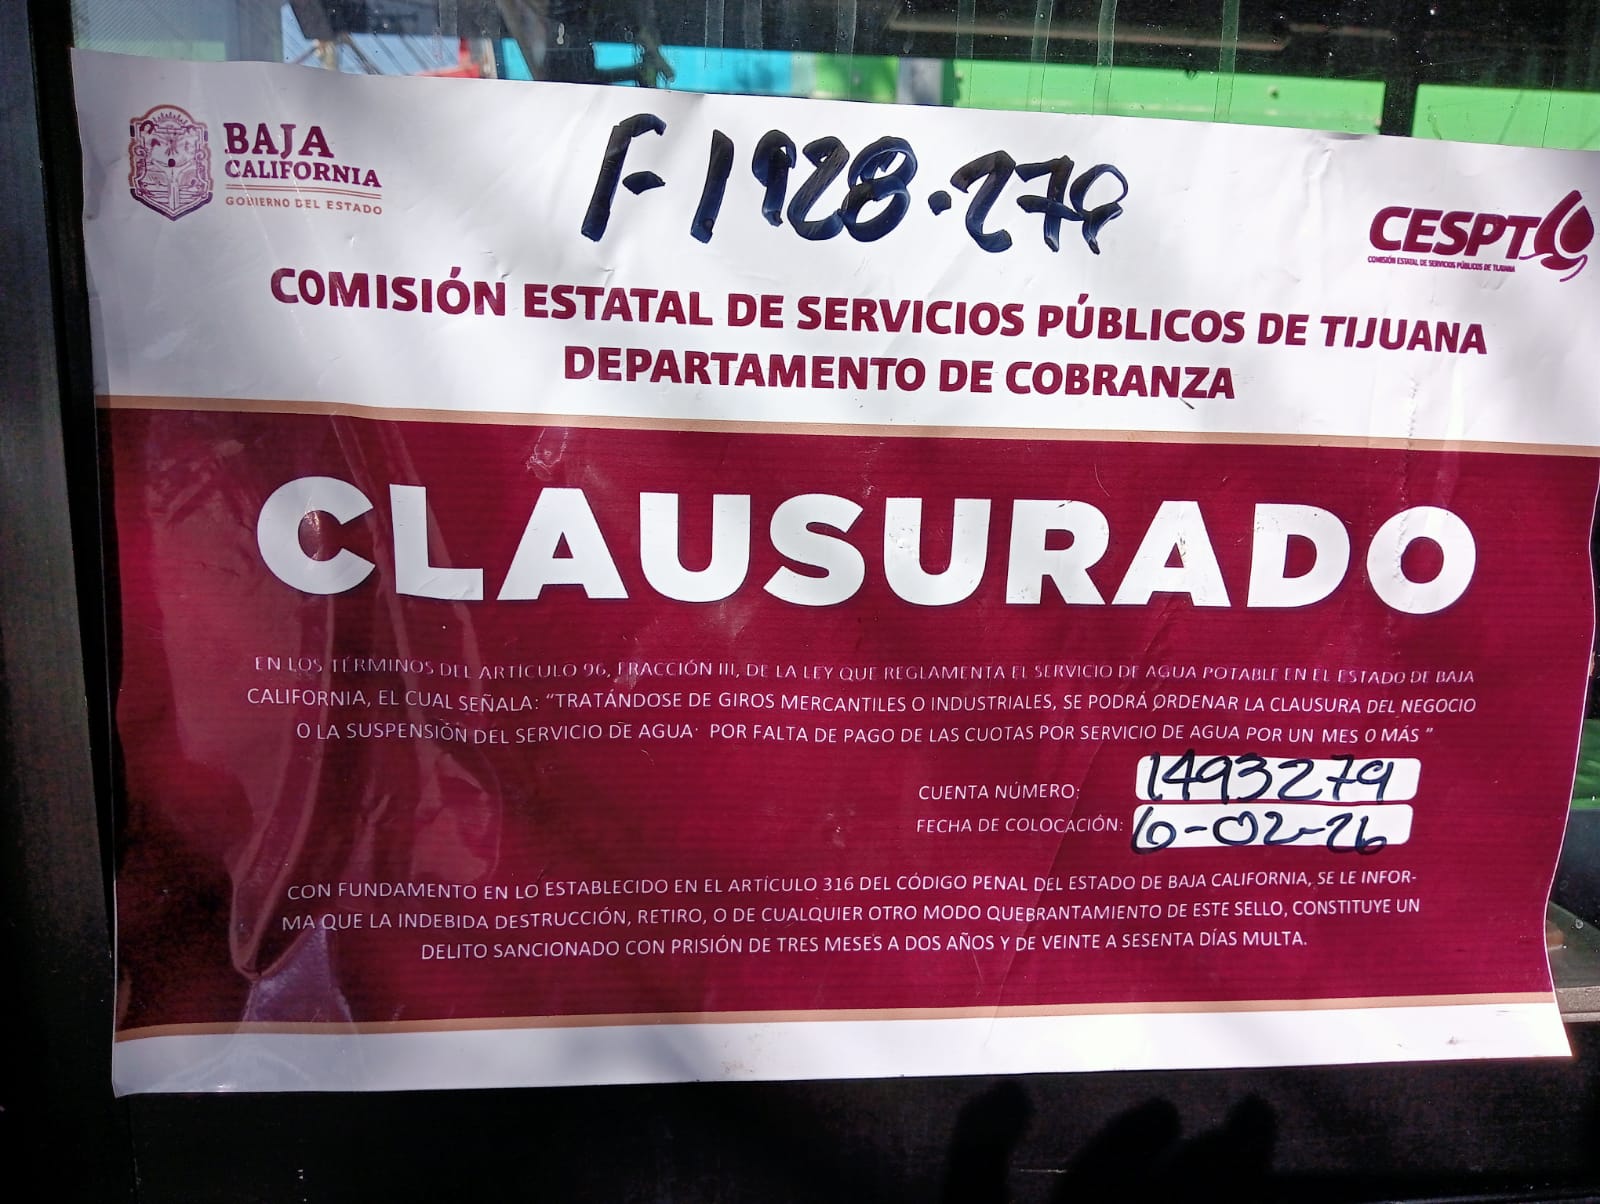 BAJA
CALIFORNIA
GOBIERNO DEL ESTADO
F-1928-279
CESPT
COMISIÓN ESTATAL DE SERVICIOS PÚBLICOS DE TIJUANA
COMISIÓN ESTATAL DE SERVICIOS PÚBLICOS DE TIJUANA
DEPARTAMENTO DE COBRANZA
CLAUSURADO
EN LOS TÉRMINOS DEL ARTÍCULO 96, FRACCIÓN III, DE LA LEY QUE REGLAMENTA EL SERVICIO DE AGUA POTABLE EN EL ESTADO DE BAJA
CALIFORNIA, EL CUAL SEÑALA: “TRATÁNDOSE DE GIROS MERCANTILES O INDUSTRIALES, SE PODRÁ ORDENAR LA CLAUSURA DEL NEGOCIO
O LA SUSPENSIÓN DEL SERVICIO DE AGUA· POR FALTA DE PAGO DE LAS CUOTAS POR SERVICIO DE AGUA POR UN MES O MÁS ”
CUENTA NÚMERO: 1493279
FECHA DE COLOCACIÓN: 6-02-26
CON FUNDAMENTO EN LO ESTABLECIDO EN EL ARTÍCULO 316 DEL CÓDIGO PENAL DEL ESTADO DE BAJA CALIFORNIA, SE LE INFOR-
MA QUE LA INDEBIDA DESTRUCCIÓN, RETIRO, O DE CUALQUIER OTRO MODO QUEBRANTAMIENTO DE ESTE SELLO, CONSTITUYE UN
DELITO SANCIONADO CON PRISIÓN DE TRES MESES A DOS AÑOS Y DE VEINTE A SESENTA DÍAS MULTA.